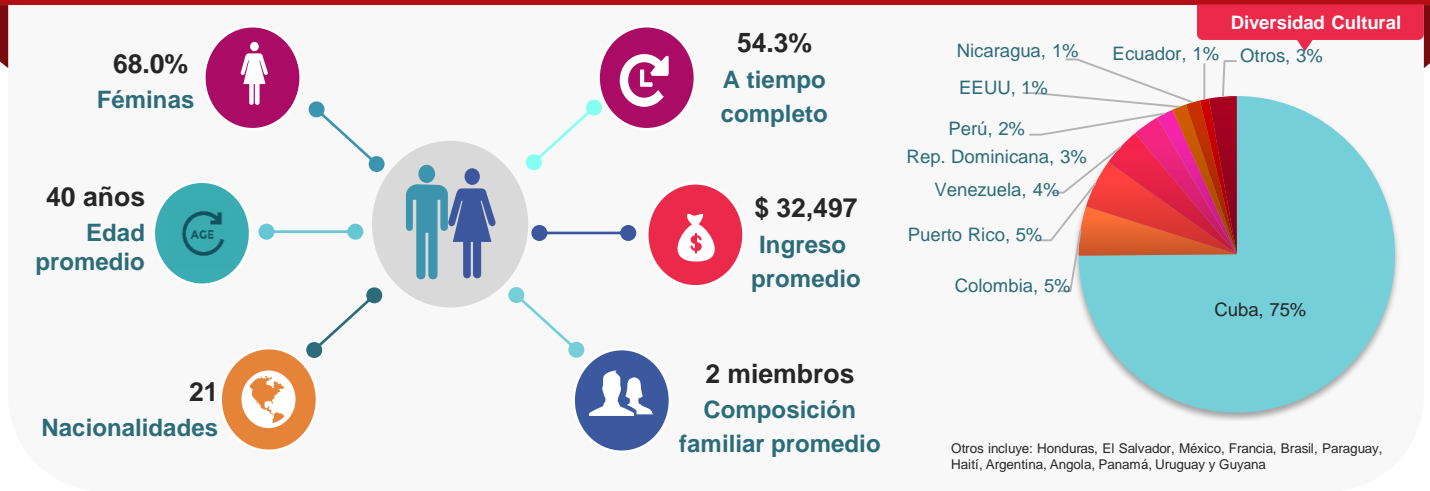 68.0%
Féminas
40 años
Edad
promedio
AGE
21
Nacionalidades
54.3%
A tiempo
completo
$ 32,497
Ingreso
promedio
$
2 miembros
Composición
familiar promedio
Diversidad Cultural
Nicaragua, 1%
Ecuador, 1%
Otros, 3%
EEUU, 1%
Perú, 2%
Rep. Dominicana, 3%
Venezuela, 4%
Puerto Rico, 5%
Colombia, 5%
Cuba, 75%
Otros incluye: Honduras, El Salvador, México, Francia, Brasil, Paraguay,
Haití, Argentina, Angola, Panamá, Uruguay y Guyana